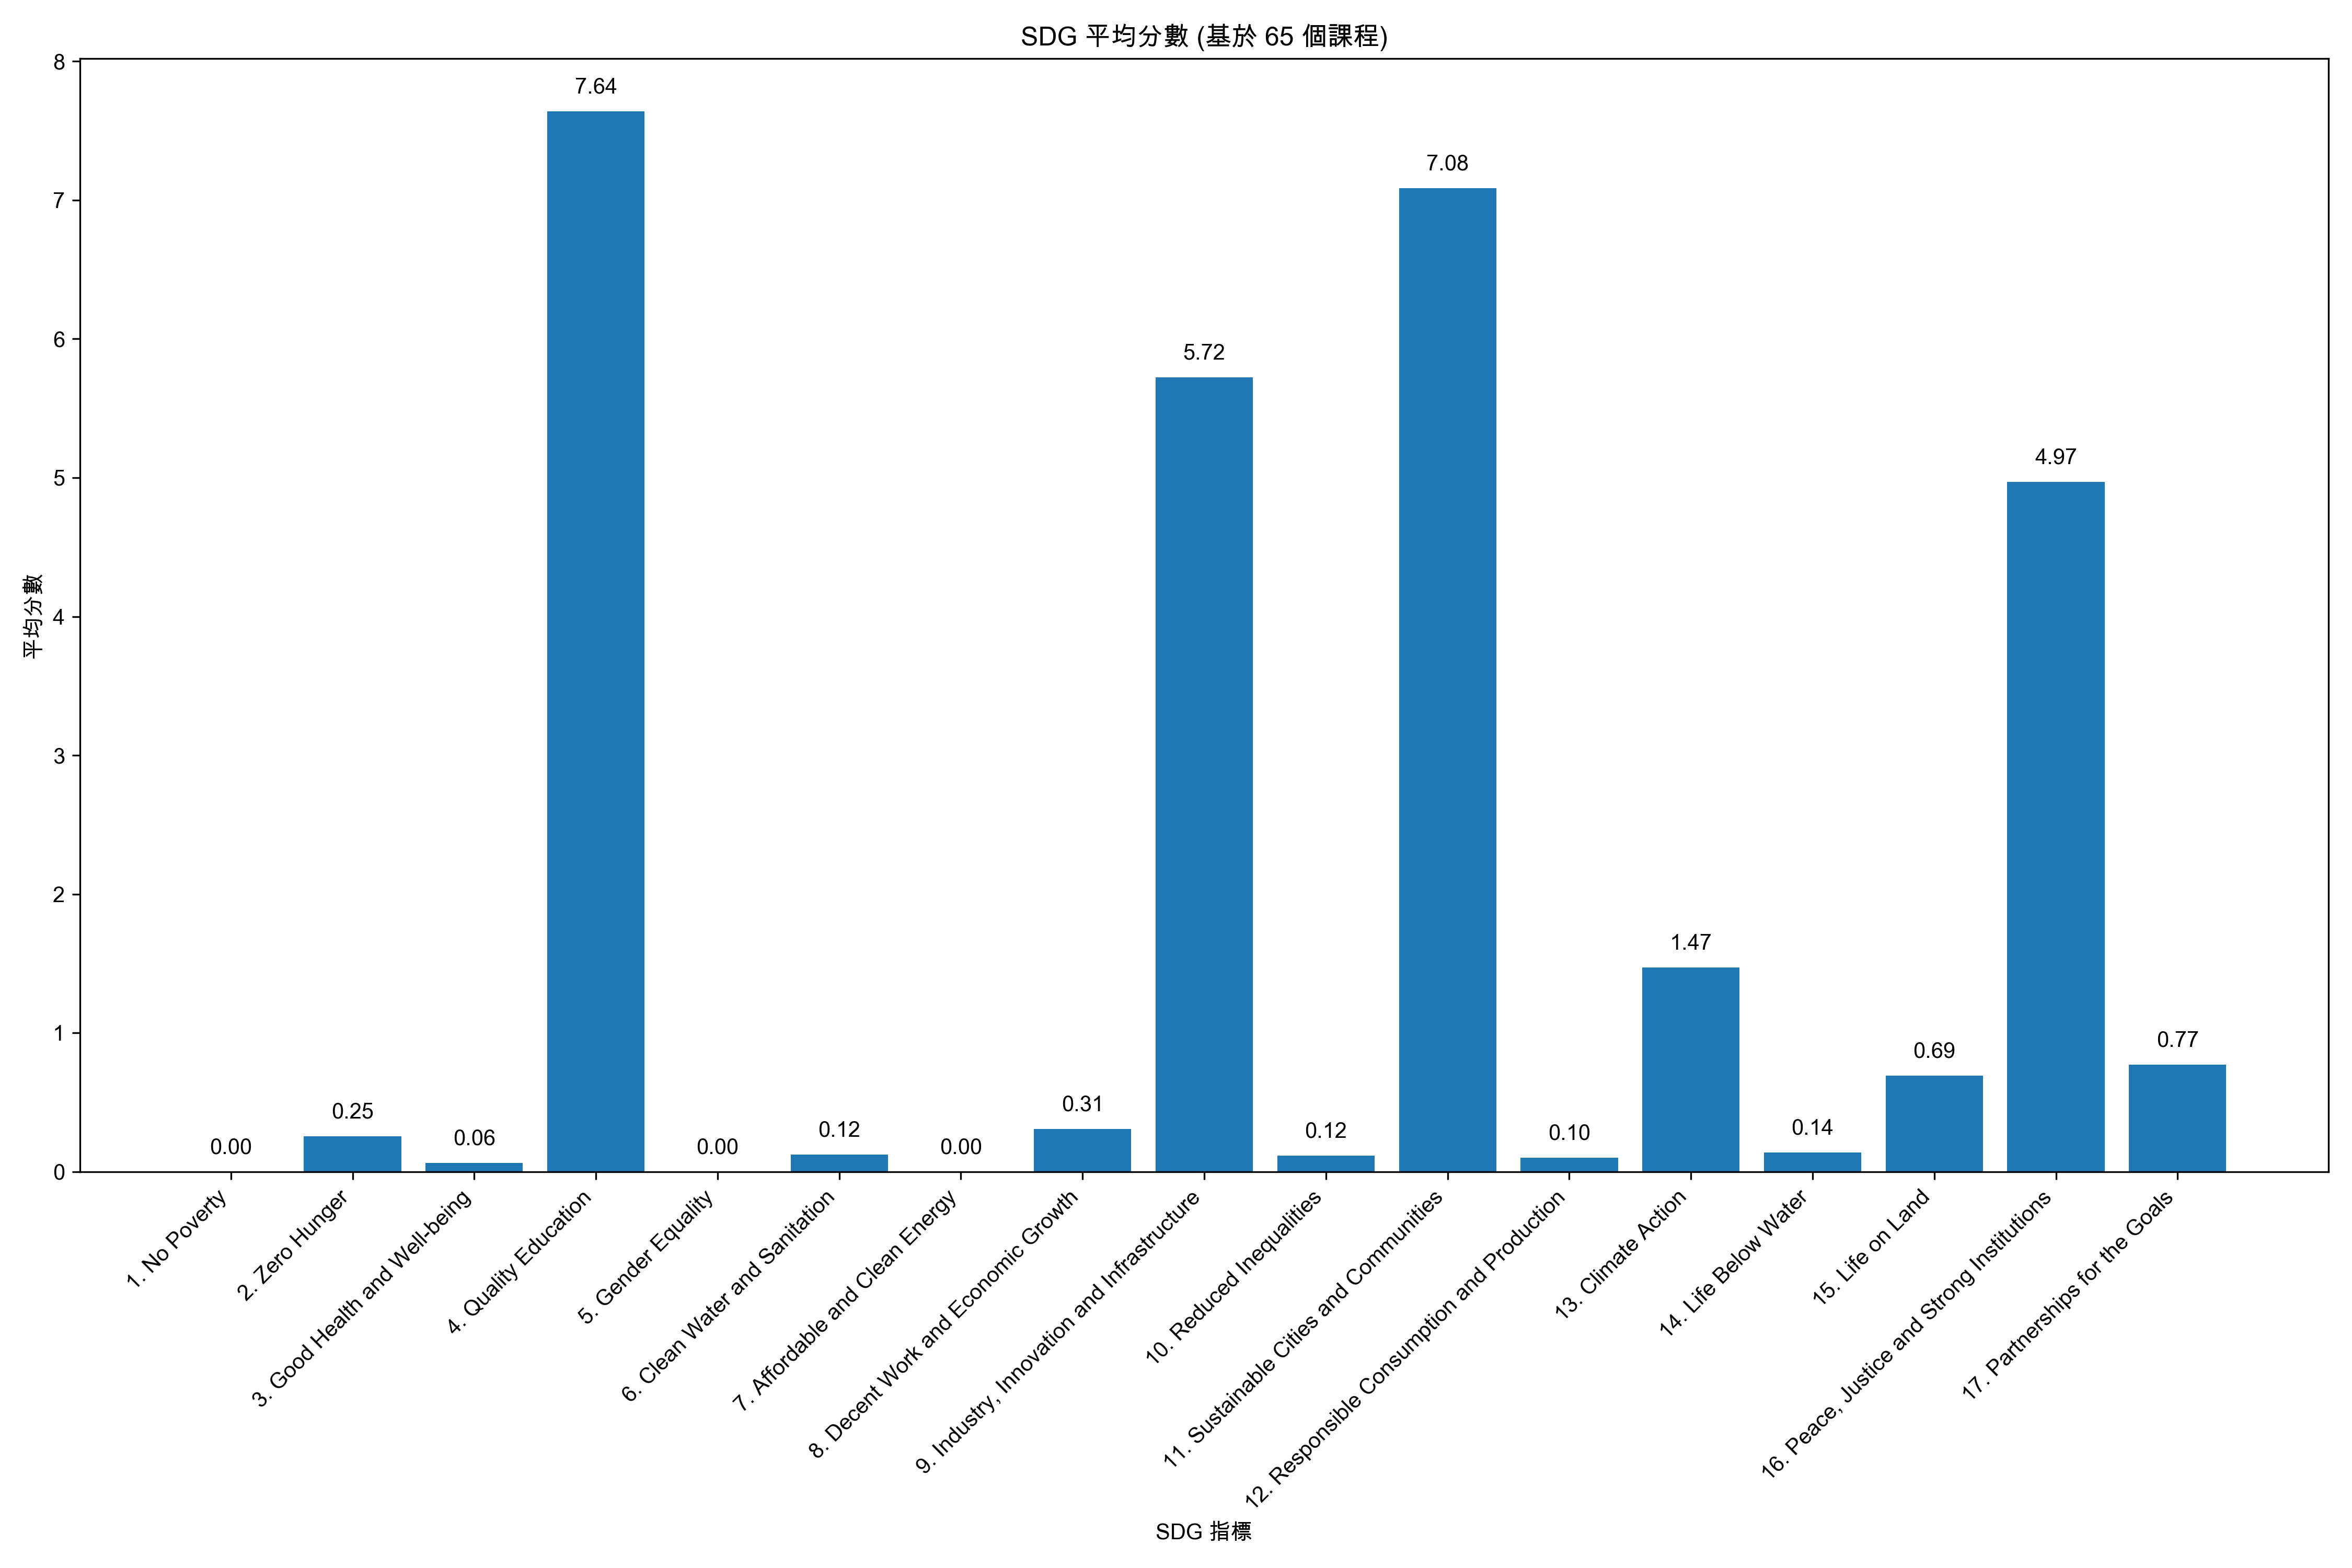 SDG 平均分數 (基於 65 個課程)
平均分數
8
7
6
5
4
3
2
1
0
0.00
0.25
0.06
7.64
0.00
0.12
0.00
0.31
5.72
0.12
7.08
0.10
1.47
0.14
0.69
4.97
0.77
1. No Poverty
2. Zero Hunger
3. Good Health and Well-being
4. Quality Education
5. Gender Equality
6. Clean Water and Sanitation
7. Affordable and Clean Energy
8. Decent Work and Economic Growth
9. Industry, Innovation and Infrastructure
10. Reduced Inequalities
11. Sustainable Cities and Communities
12. Responsible Consumption and Production
13. Climate Action
14. Life Below Water
15. Life on Land
16. Peace, Justice and Strong Institutions
17. Partnerships for the Goals
SDG 指標